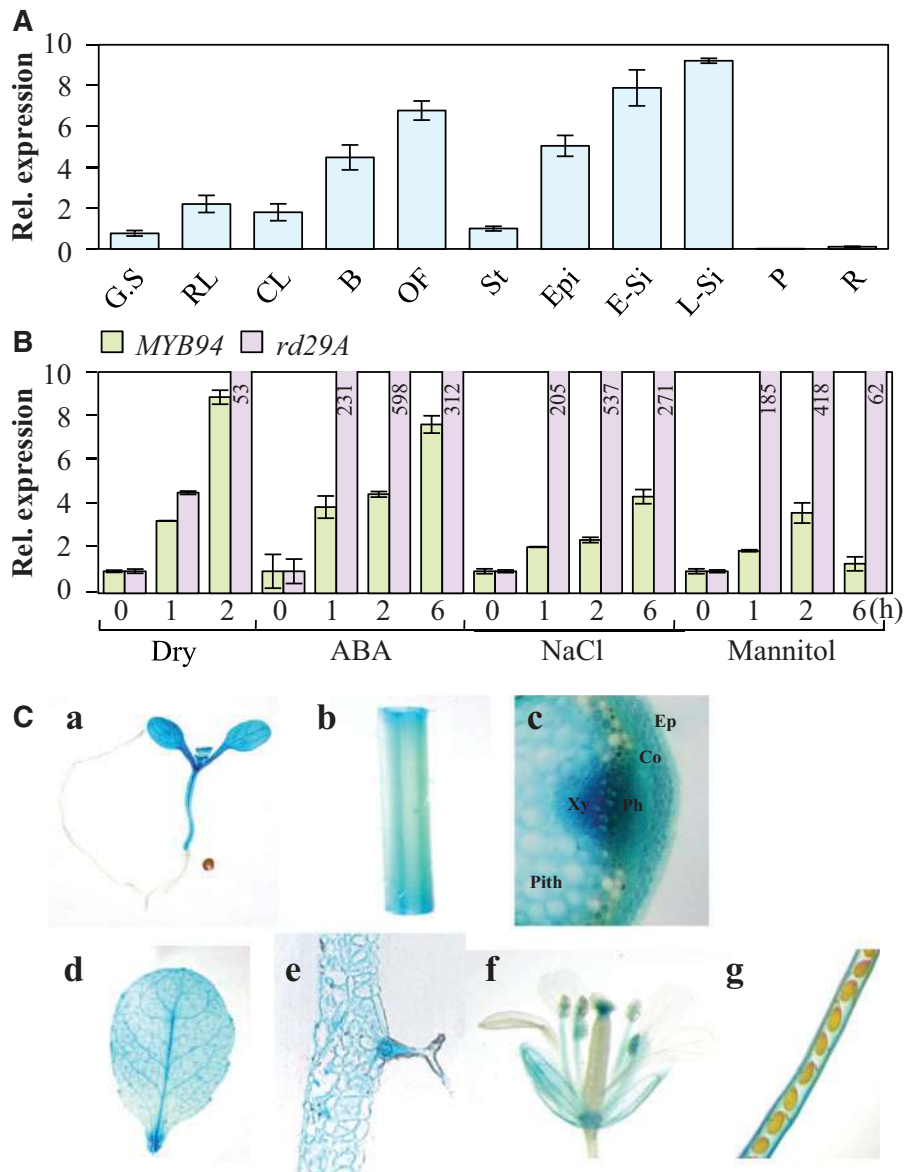 A
Rel. expression
10
8
6
4
2
0
G.S RL CL B OF St Epi E-Si L-Si P R
B
MYB94 rd29A
Rel. expression
10
8
6
4
2
0
53 231 598 312 205 537 271 185 418 62
0 1 2 0 1 2 6 0 1 2 6 0 1 2 6 (h)
Dry ABA NaCl Mannitol
C a b c
Ep
Co
Xy Ph
Pith
d e f g